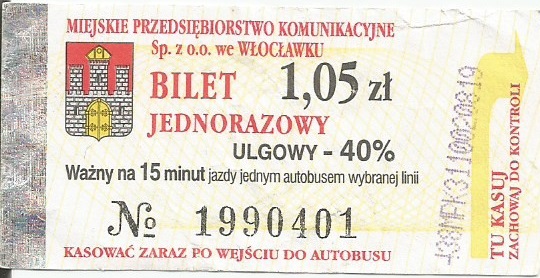 MIEJSKIE PRZEDSIĘBIORSTWO KOMUNIKACYJNE
Sp. z o.o. we WŁOCŁAWKU
BILET 1,05 zł
JEDNORAZOWY
ULGOWY - 40%
Ważny na 15 minut jazdy jednym autobusem wybranej linii
№ 1990401
KASOWAĆ ZARAZ PO WEJŚCIU DO AUTOBUSU
TU KASUJ
ZACHOWAJ DO KONTROLI